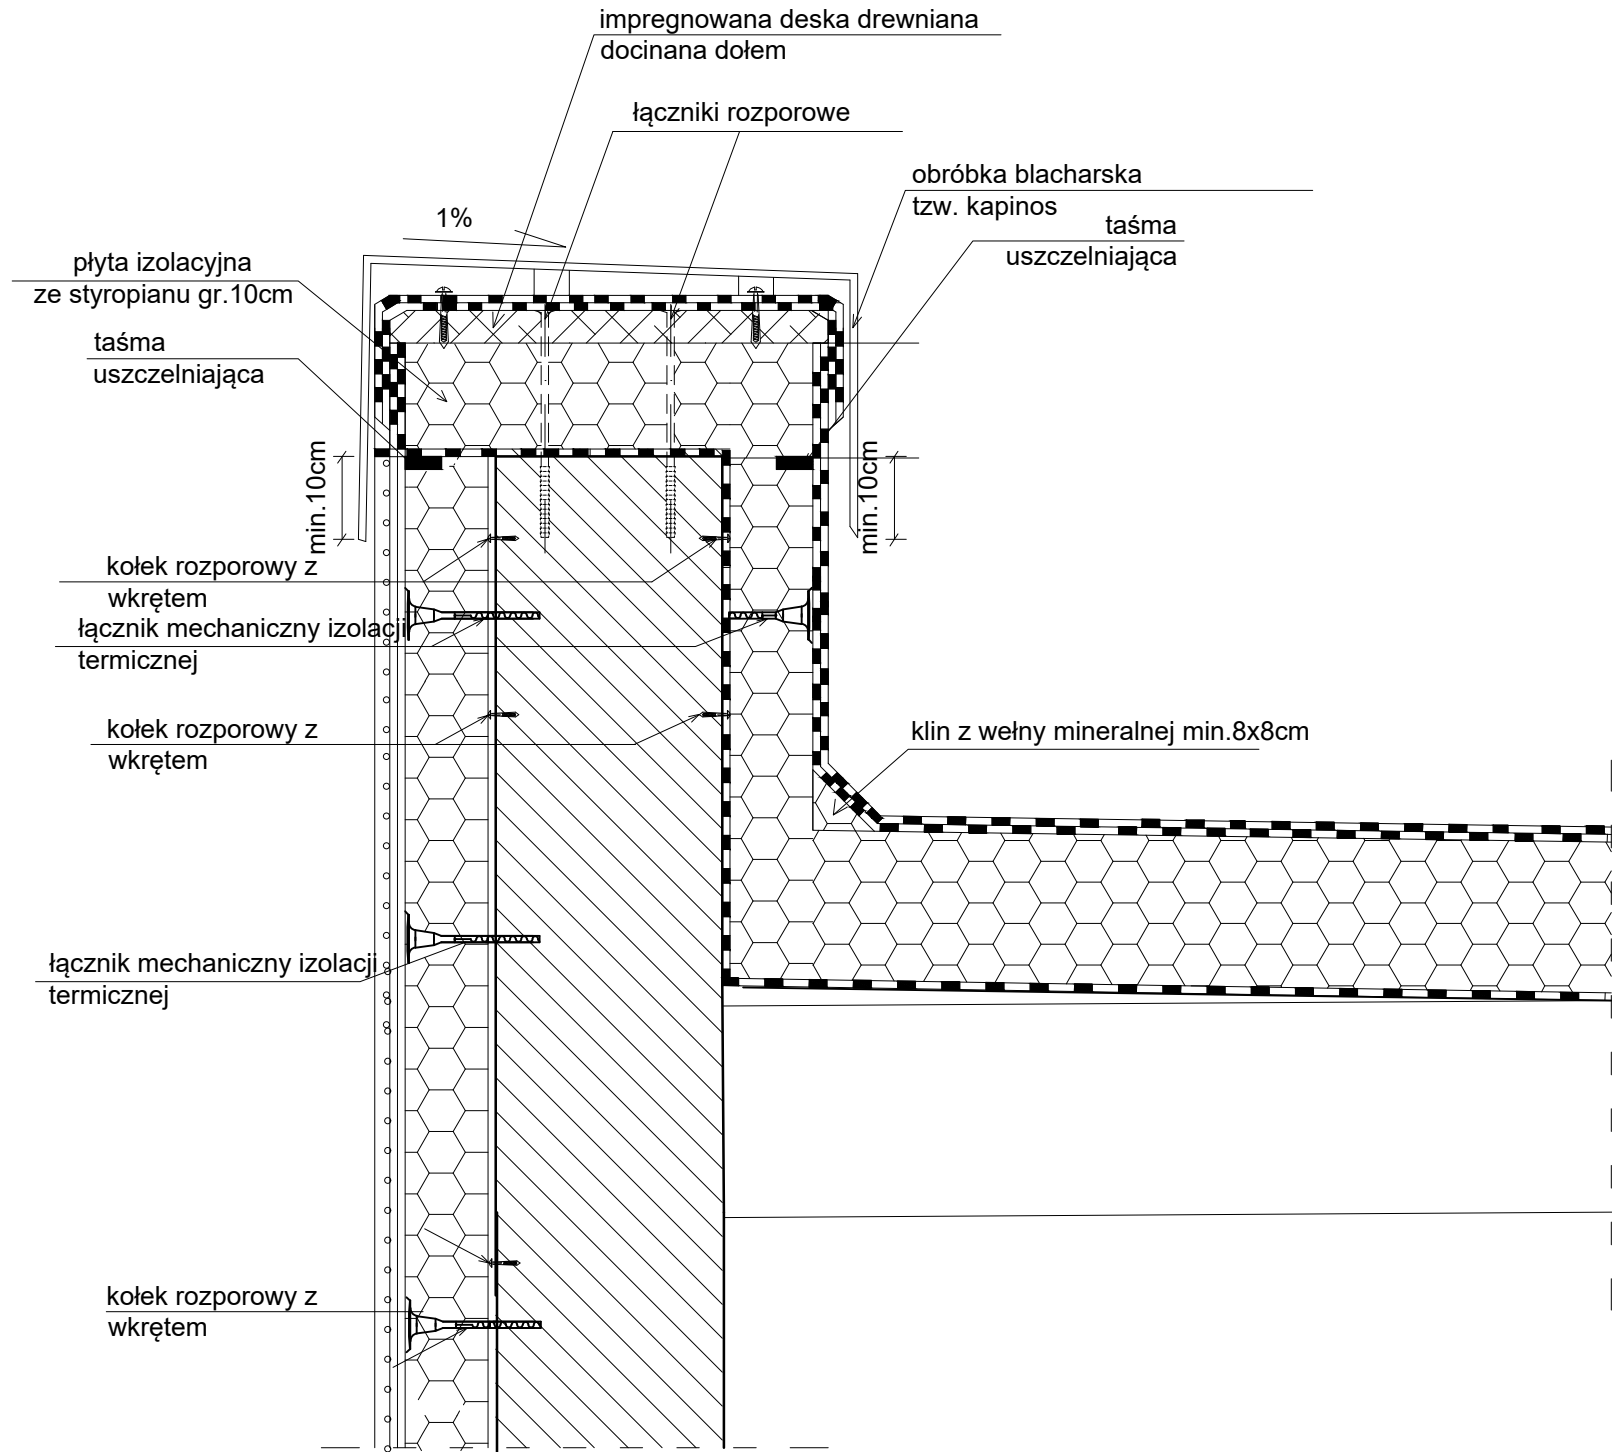 impregnowana deska drewniana
docinana dołem
łączniki rozporowe
obróbka blacharska
tzw. kapinos
taśma
uszczelniająca
1%
płyta izolacyjna
ze styropianu gr.10cm
taśma
uszczelniająca
min.10cm
min.10cm
kołek rozporowy z
wkrętem
łącznik mechaniczny izolacji
termicznej
kołek rozporowy z
wkrętem
klin z wełny mineralnej min.8x8cm
łącznik mechaniczny izolacji
termicznej
kołek rozporowy z
wkrętem